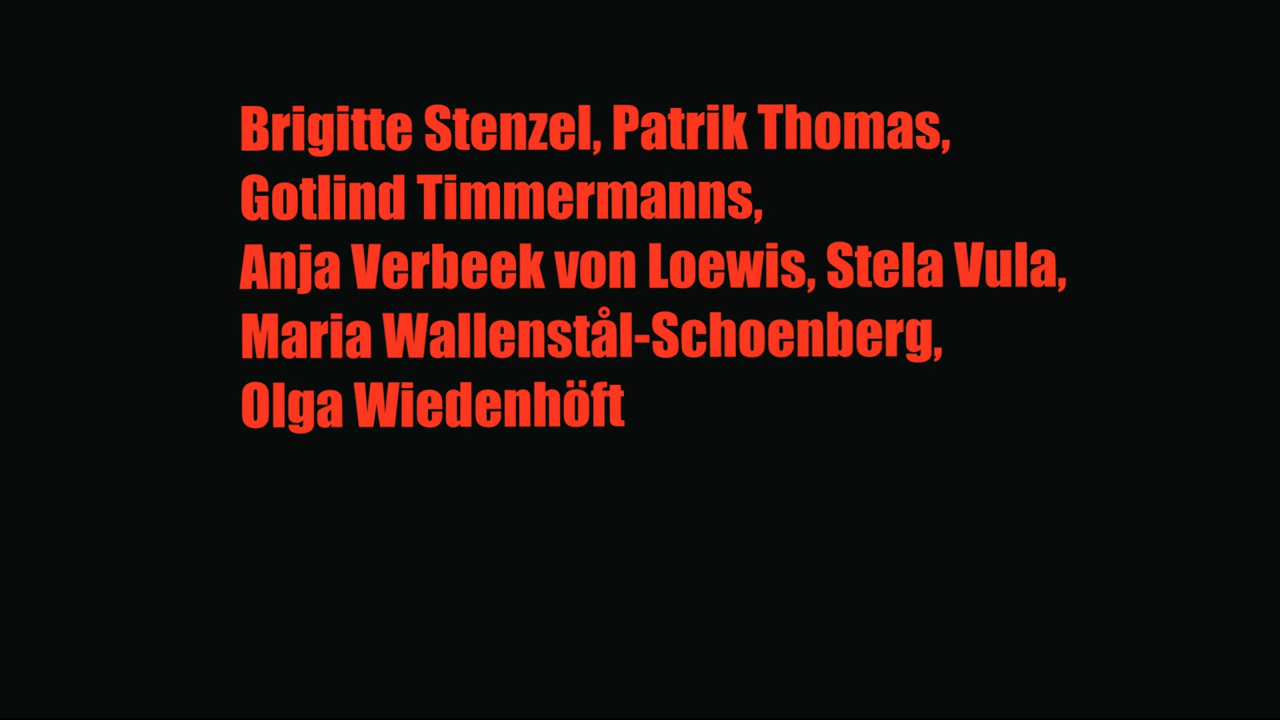 Brigitte Stenzel, Patrik Thomas,
Gotlind Timmermanns,
Anja Verbeek von Loewis, Stela Vula,
Maria Wallenstål-Schoenberg,
Olga Wiedenhöft